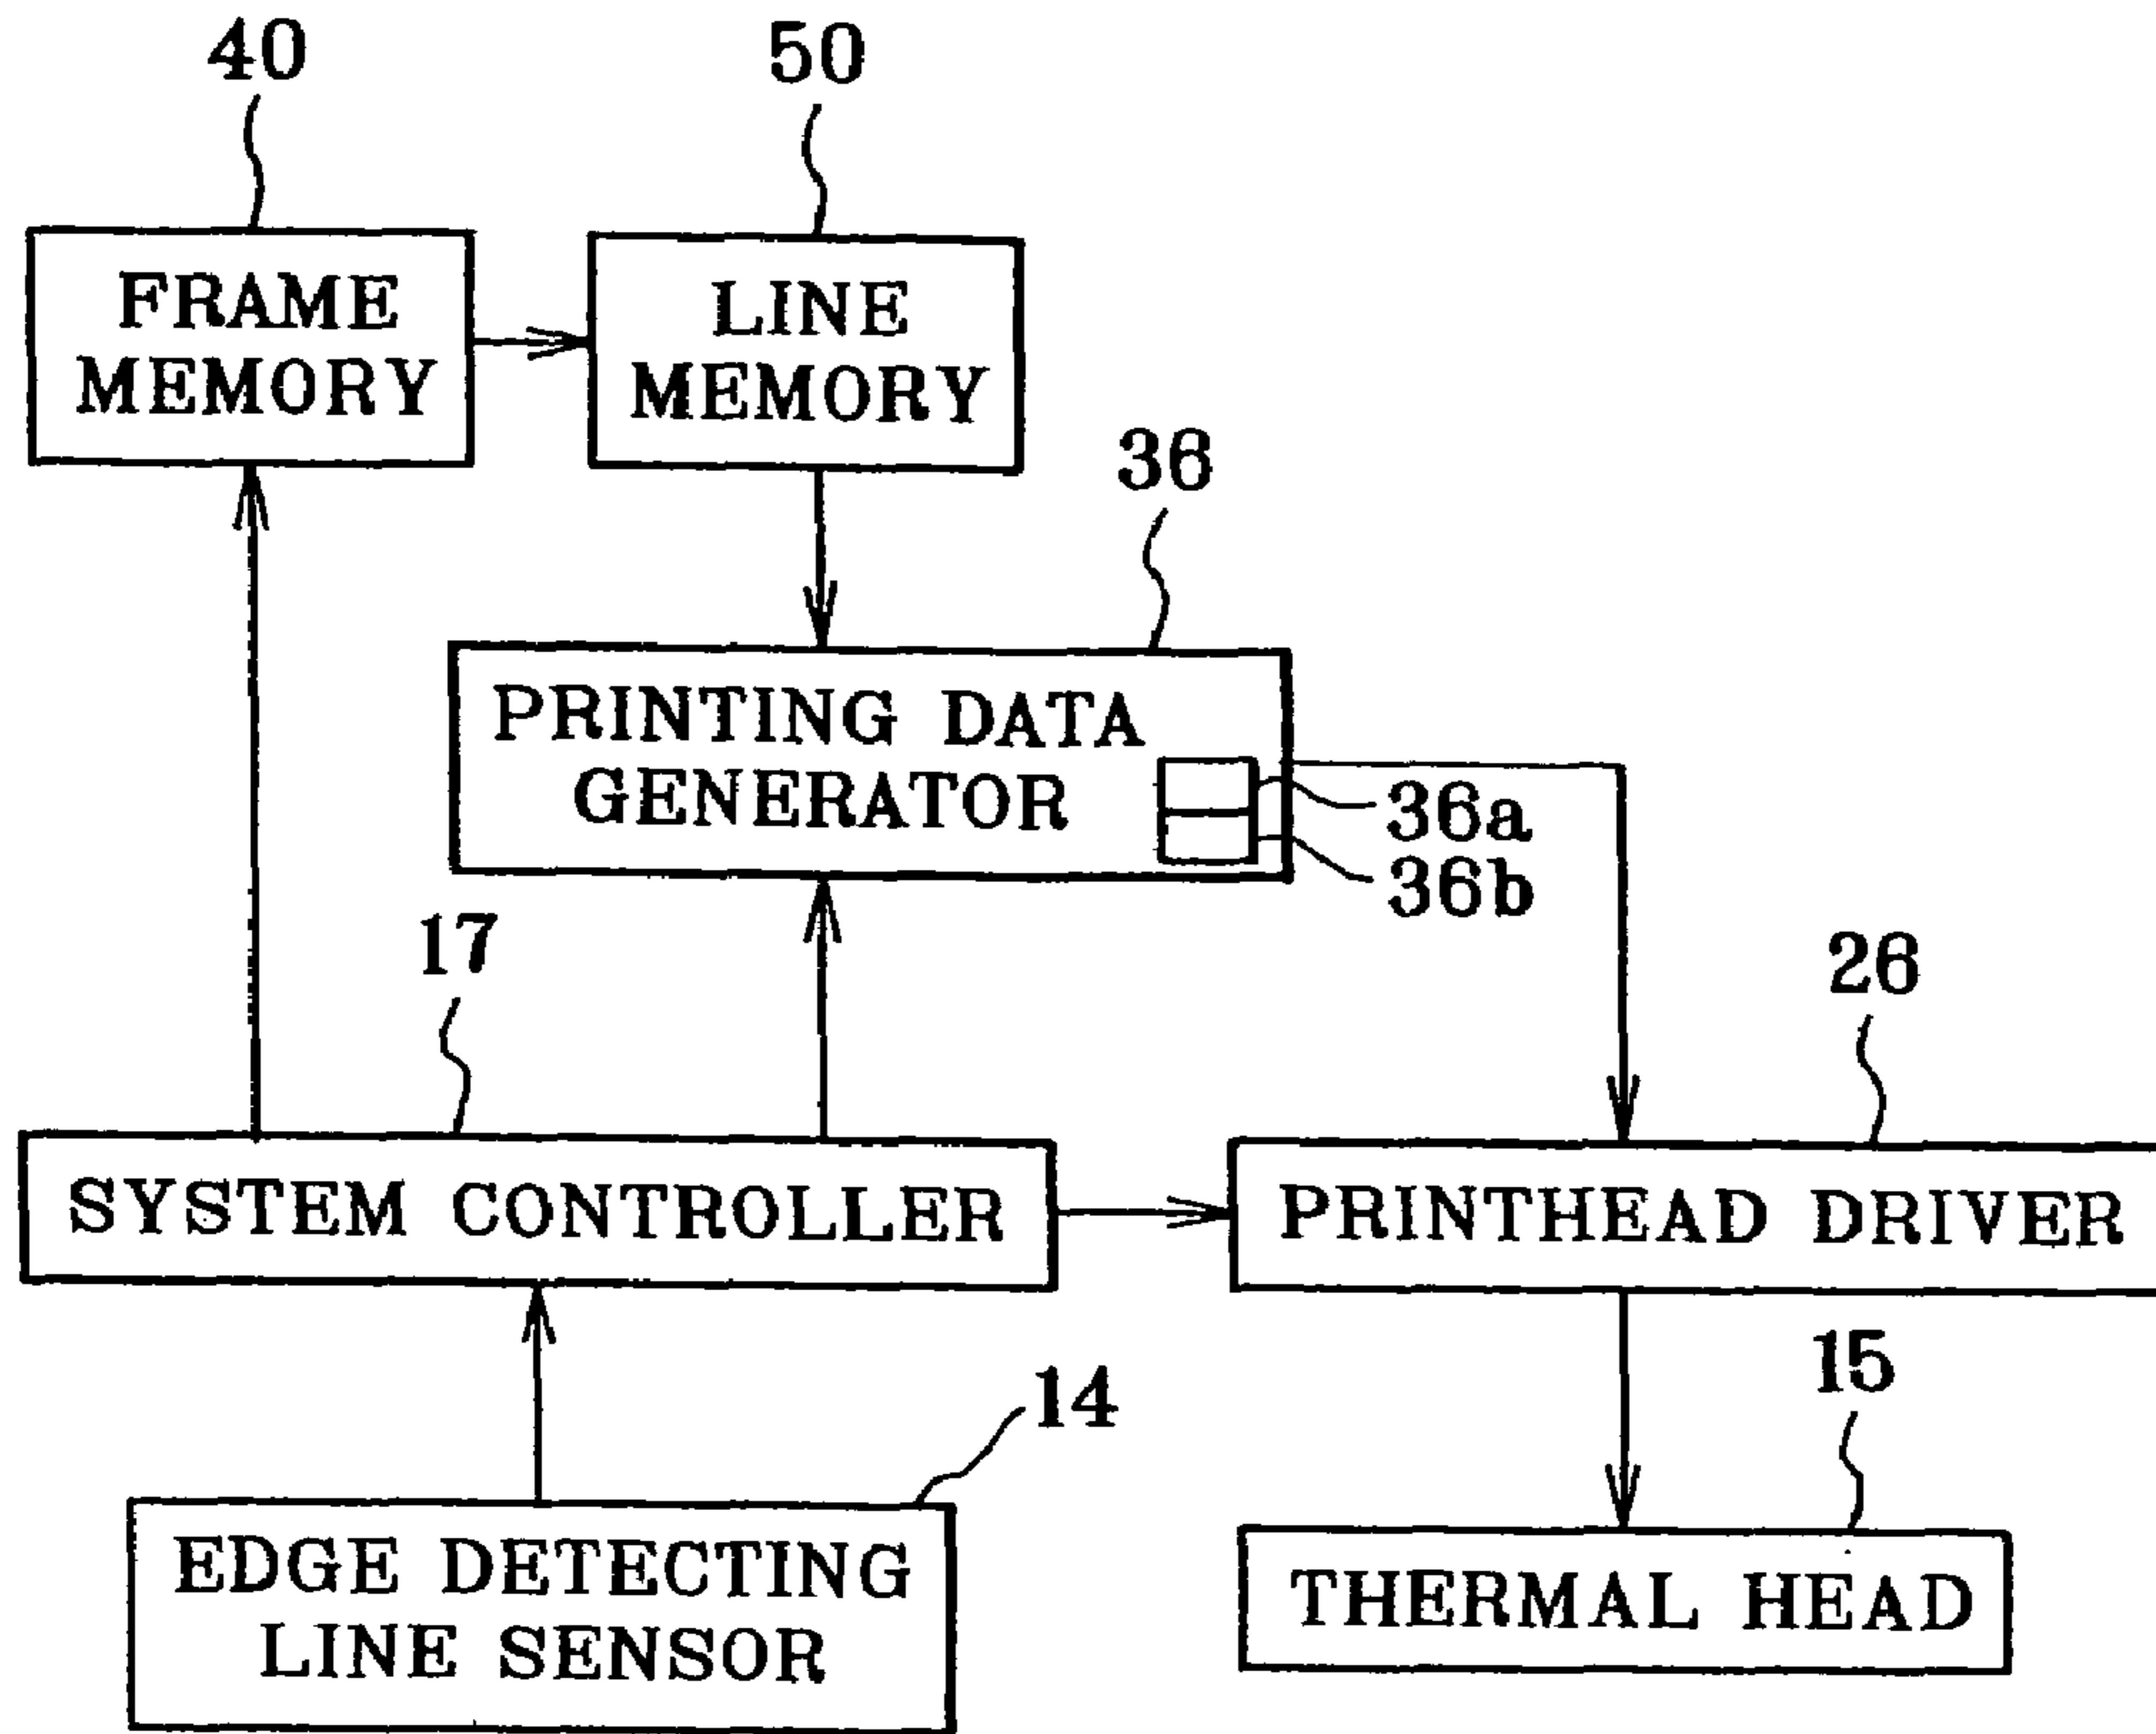 40
50
FRAME
MEMORY
LINE
MEMORY
36
PRINTING DATA
GENERATOR
36a
36b
17
26
SYSTEM CONTROLLER
PRINTHEAD DRIVER
14
15
EDGE DETECTING
LINE SENSOR
THERMAL HEAD